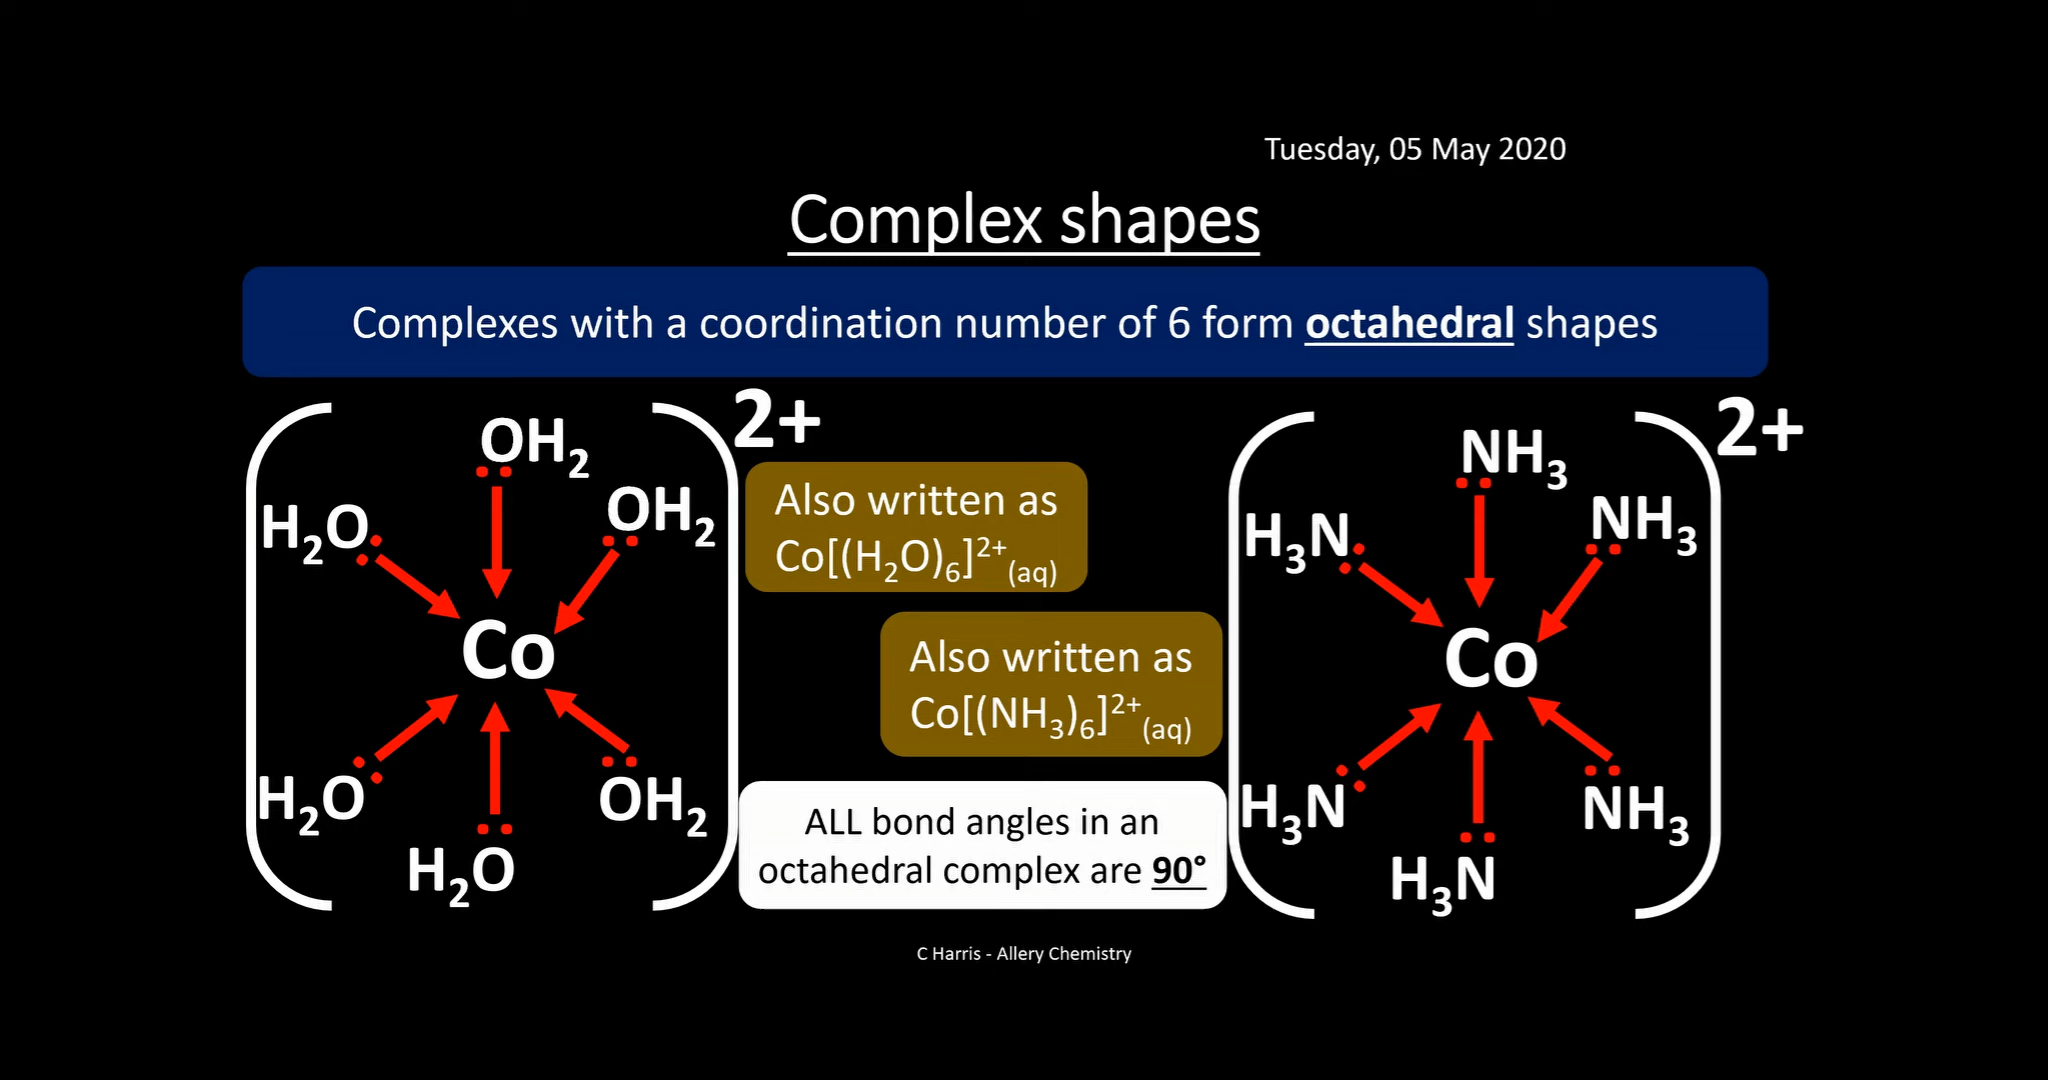 Tuesday, 05 May 2020
Complex shapes
Complexes with a coordination number of 6 form octahedral shapes
2+
OH₂
H₂O
OH₂
Co
H₂O
OH₂
H₂O
Also written as
Co[(H₂O)₆]²⁺(aq)
Also written as
Co[(NH₃)₆]²⁺(aq)
ALL bond angles in an
octahedral complex are 90°
2+
NH₃
H₃N
NH₃
Co
H₃N
NH₃
H₃N
C Harris - Allery Chemistry